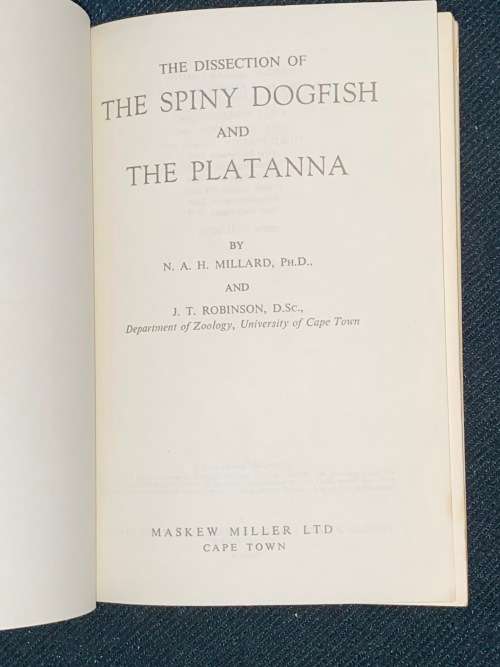 THE DISSECTION OF
THE SPINY DOGFISH
AND
THE PLATANNA
BY
N. A. H. MILLARD, PH.D.,
AND
J. T. ROBINSON, D.SC.,
Department of Zoology, University of Cape Town
MASKEW MILLER LTD
CAPE TOWN